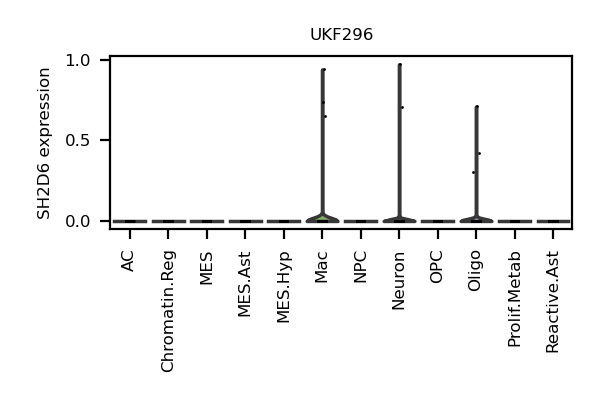 UKF296
SH2D6 expression
1.0
0.5
0.0
AC
Chromatin.Reg
MES
MES.Ast
MES.Hyp
Mac
NPC
Neuron
OPC
Oligo
Prolif.Metab
Reactive.Ast